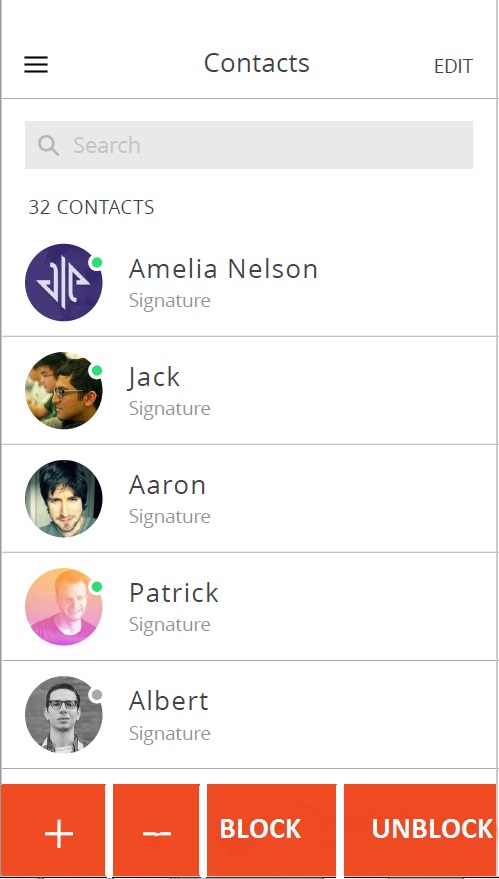 Contacts
EDIT
Search
32 CONTACTS
Amelia Nelson
Signature
Jack
Signature
Aaron
Signature
Patrick
Signature
Albert
Signature
+
-
BLOCK
UNBLOCK